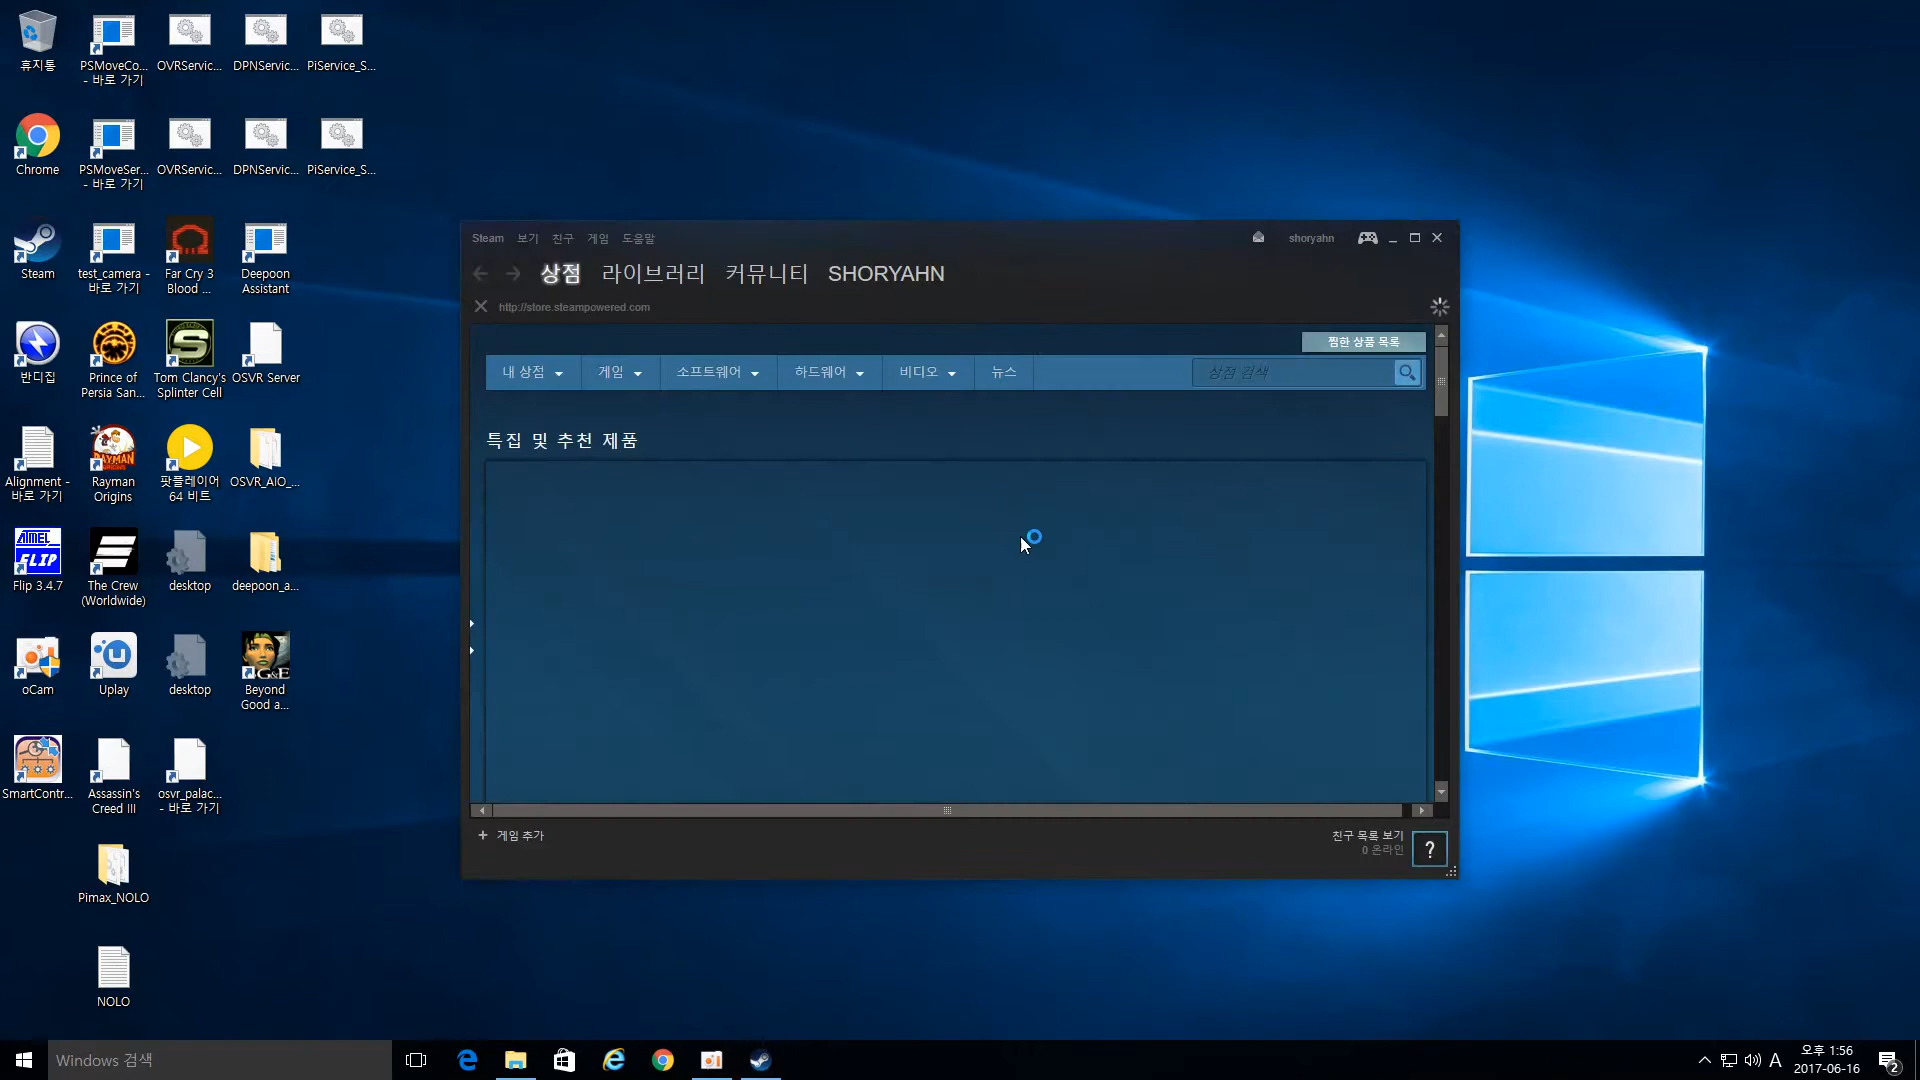 휴지통
PSMoveCo...
- 바로 가기
OVRServic...
DPNServic...
PiService_S...
Chrome
PSMoveSer...
- 바로 가기
OVRServic...
DPNServic...
PiService_S...
Steam
test_camera -
바로 가기
Far Cry 3
Blood ...
Deepoon
Assistant
반디집
Prince of
Persia San...
Tom Clancy's
Splinter Cell
OSVR Server
Alignment -
바로 가기
RAYMAN
ORIGINS
Rayman
Origins
팟플레이어
64 비트
OSVR_AIO_...
ATMEL
FLIP
Flip 3.4.7
The Crew
(Worldwide)
desktop
deepoon_a...
oCam
Uplay
desktop
BG&E
Beyond
Good a...
SmartContr...
Assassin's
Creed III
osvr_palac...
- 바로 가기
Pimax_NOLO
NOLO
Steam 보기 친구 게임 도움말
shoryahn
상점 라이브러리 커뮤니티 SHORYAHN
http://store.steampowered.com
찜한 상품 목록
내 상점 게임 소프트웨어 하드웨어 비디오 뉴스
상점 검색
특집 및 추천 제품
+ 게임 추가
친구 목록 보기
0 온라인
?
Windows 검색
A
오후 1:56
2017-06-16
2